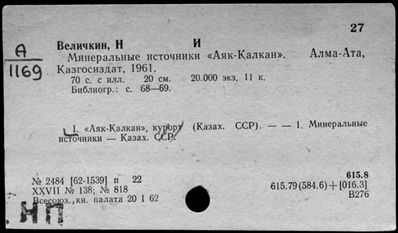 27
А
1169
Величкин, Н И
Минеральные источники «Аяк-Калкан». Алма-Ата,
Казгосиздат, 1961.
70 с. с илл. 20 см. 20.000 экз. 11 к.
Библиогр.: с. 68—69.
1. «Аяк-Калкан», курорт (Казах. ССР). — — I. Минеральные
источники — Казах. ССР.
№ 2484 [62-1539] п 22
XXVII № 138; № 818
Всесоюз. кн. палата 20 I 62
615.8
615.79(584.6)+[016.3]
В276
НП